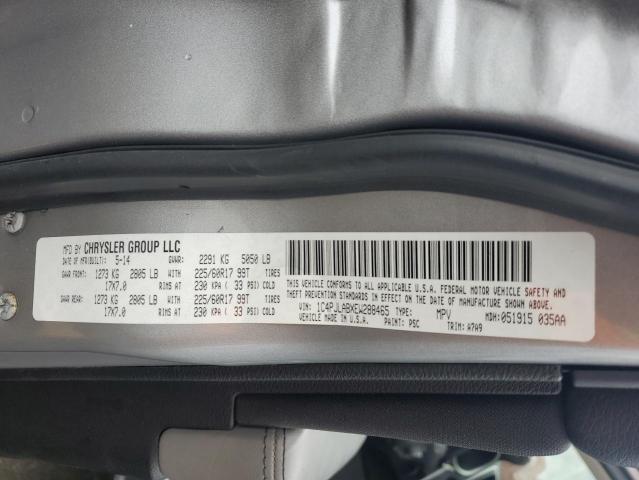 MFD BY CHRYSLER GROUP LLC
DATE OF MFR(BUILT): 5-14 GVWR: 2291 KG 5050 LB
GAWR FRONT: 1273 KG 2805 LB WITH 225/60R17 99T TIRES
17X7.0 RIMS AT 230 KPA ( 33 PSI) COLD
GAWR REAR: 1273 KG 2805 LB WITH 225/60R17 99T TIRES
17X7.0 RIMS AT 230 KPA ( 33 PSI) COLD
THIS VEHICLE CONFORMS TO ALL APPLICABLE U.S.A. FEDERAL MOTOR VEHICLE SAFETY AND
THEFT PREVENTION STANDARDS IN EFFECT ON THE DATE OF MANUFACTURE SHOWN ABOVE.
VIN: 1C4PJLABXEW288465 TYPE: MPV MDH: 051915 035AA
VEHICLE MADE IN U.S.A. PAINT: PSC TRIM: A7A9